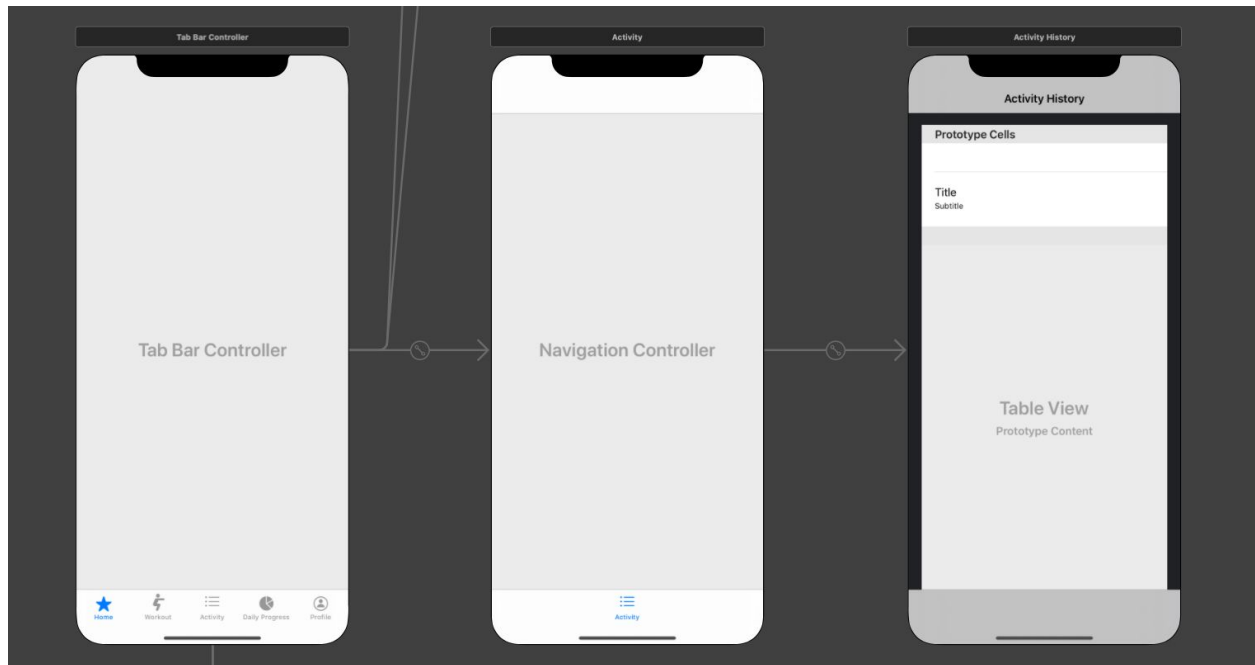 Tab Bar Controller
Tab Bar Controller
Home
Workout
Activity
Daily Progress
Profile
Activity
Navigation Controller
Activity
Activity History
Activity History
Prototype Cells
Title
Subtitle
Table View
Prototype Content